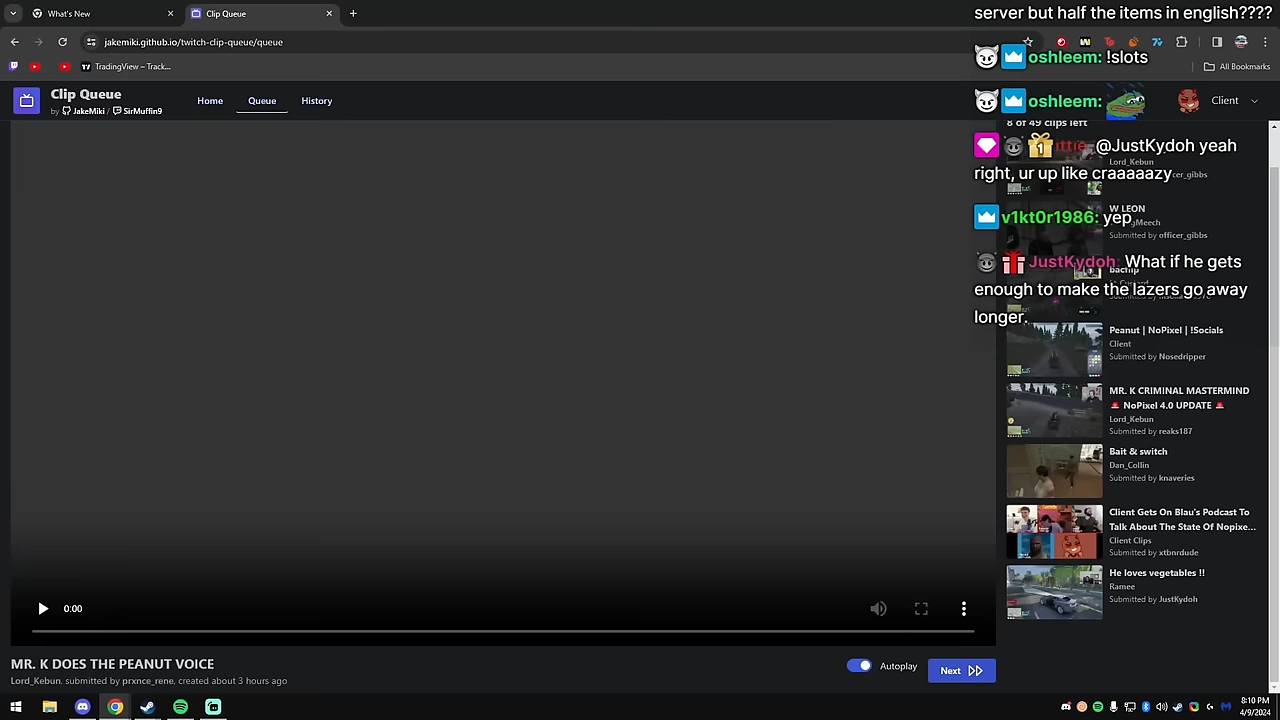 What's New
Clip Queue
jakemiki.github.io/twitch-clip-queue/queue
TradingView – Track...
All Bookmarks
Clip Queue
by JakeMiki / SirMuffin9
Home
Queue
History
Client
server but half the items in english????
oshleem: !slots
oshleem:
@JustKydoh yeah
right, ur up like craaaaazy
v1kt0r1986: yep
JustKydoh: What if he gets
enough to make the lazers go away
longer.
8 of 49 clips left
Lord_Kebun
W LEON
Submitted by officer_gibbs
Peanut | NoPixel | !Socials
Client
Submitted by Nosedripper
MR. K CRIMINAL MASTERMIND
🚨 NoPixel 4.0 UPDATE 🚨
Lord_Kebun
Submitted by reaks187
Bait & switch
Dan_Collin
Submitted by knaveries
Client Gets On Blau's Podcast To
Talk About The State Of Nopixe...
Client Clips
Submitted by xtbnrdude
He loves vegetables !!
Ramee
Submitted by JustKydoh
0:00
MR. K DOES THE PEANUT VOICE
Lord_Kebun, submitted by prxnce_rene, created about 3 hours ago
Autoplay
Next
8:10 PM
4/9/2024